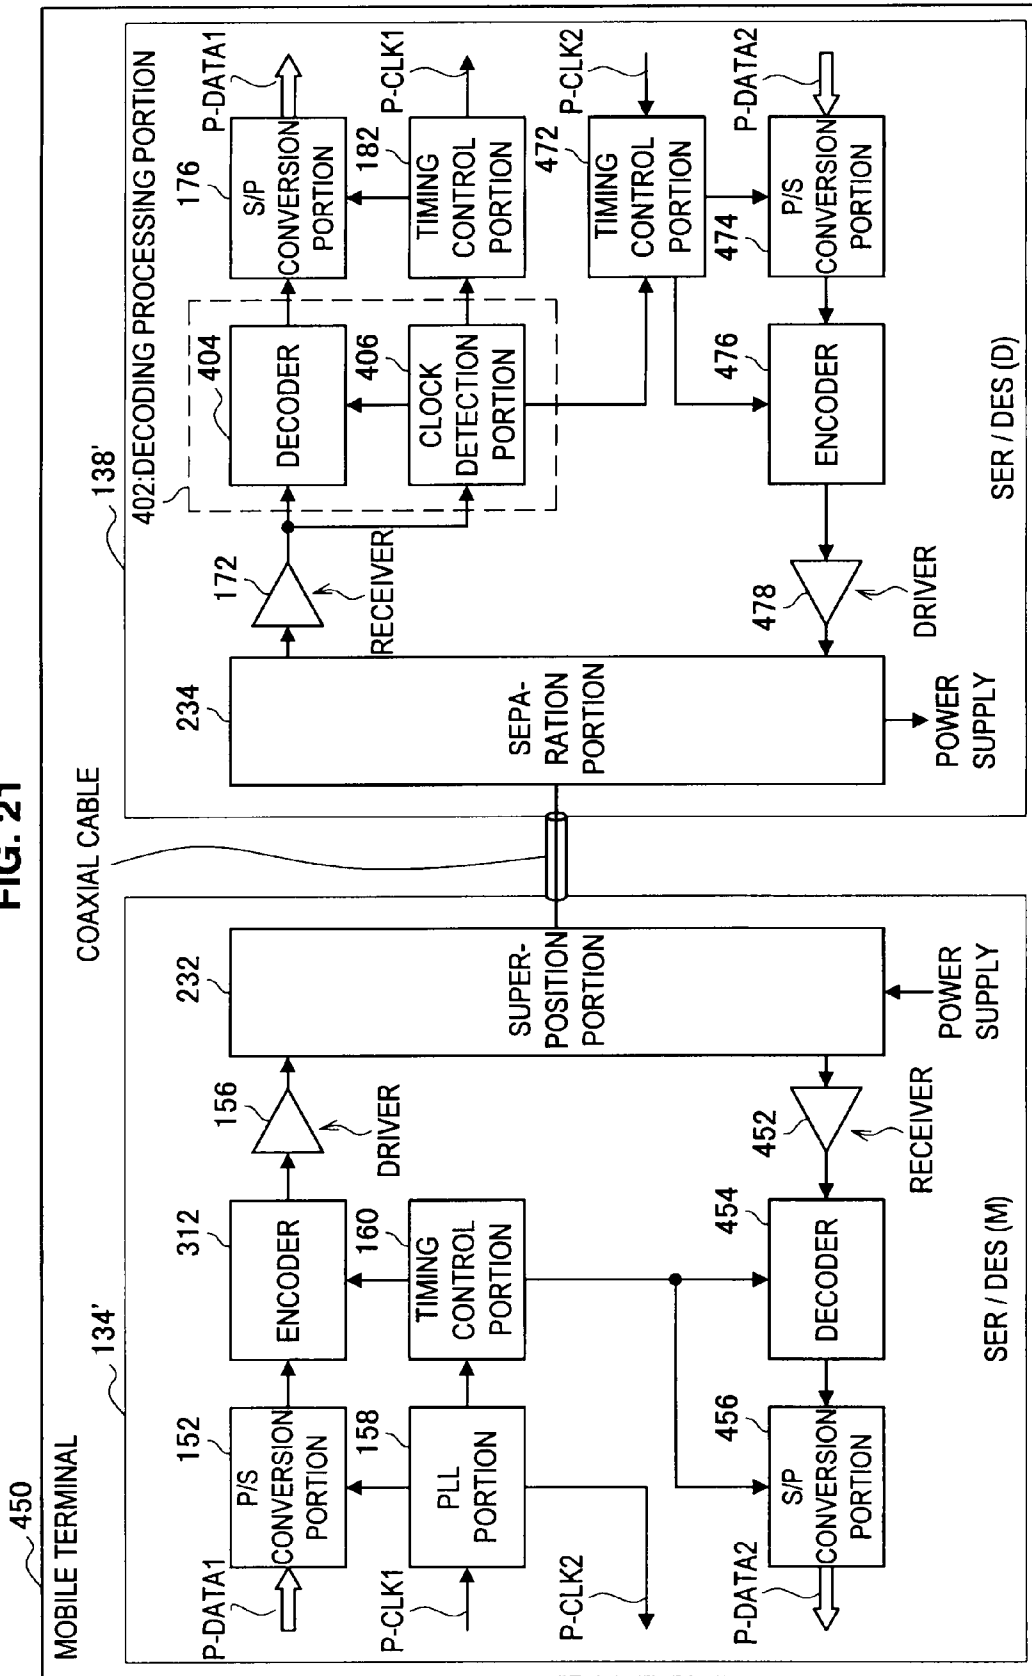 FIG. 21
450
MOBILE TERMINAL
134'
COAXIAL CABLE
138'
P-DATA1
152
P/S
CONVERSION
PORTION
312
ENCODER
156
DRIVER
232
SUPER-
POSITION
PORTION
P-CLK1
158
PLL
PORTION
160
TIMING
CONTROL
PORTION
P-CLK2
P-DATA2
456
S/P
CONVERSION
PORTION
454
DECODER
452
RECEIVER
POWER
SUPPLY
SER / DES (M)
234
SEPA-
RATION
PORTION
172
RECEIVER
402:DECODING PROCESSING PORTION
404
DECODER
176
S/P
CONVERSION
PORTION
P-DATA1
406
CLOCK
DETECTION
PORTION
182
TIMING
CONTROL
PORTION
P-CLK1
472
TIMING
CONTROL
PORTION
P-CLK2
478
DRIVER
476
ENCODER
474
P/S
CONVERSION
PORTION
P-DATA2
POWER
SUPPLY
SER / DES (D)